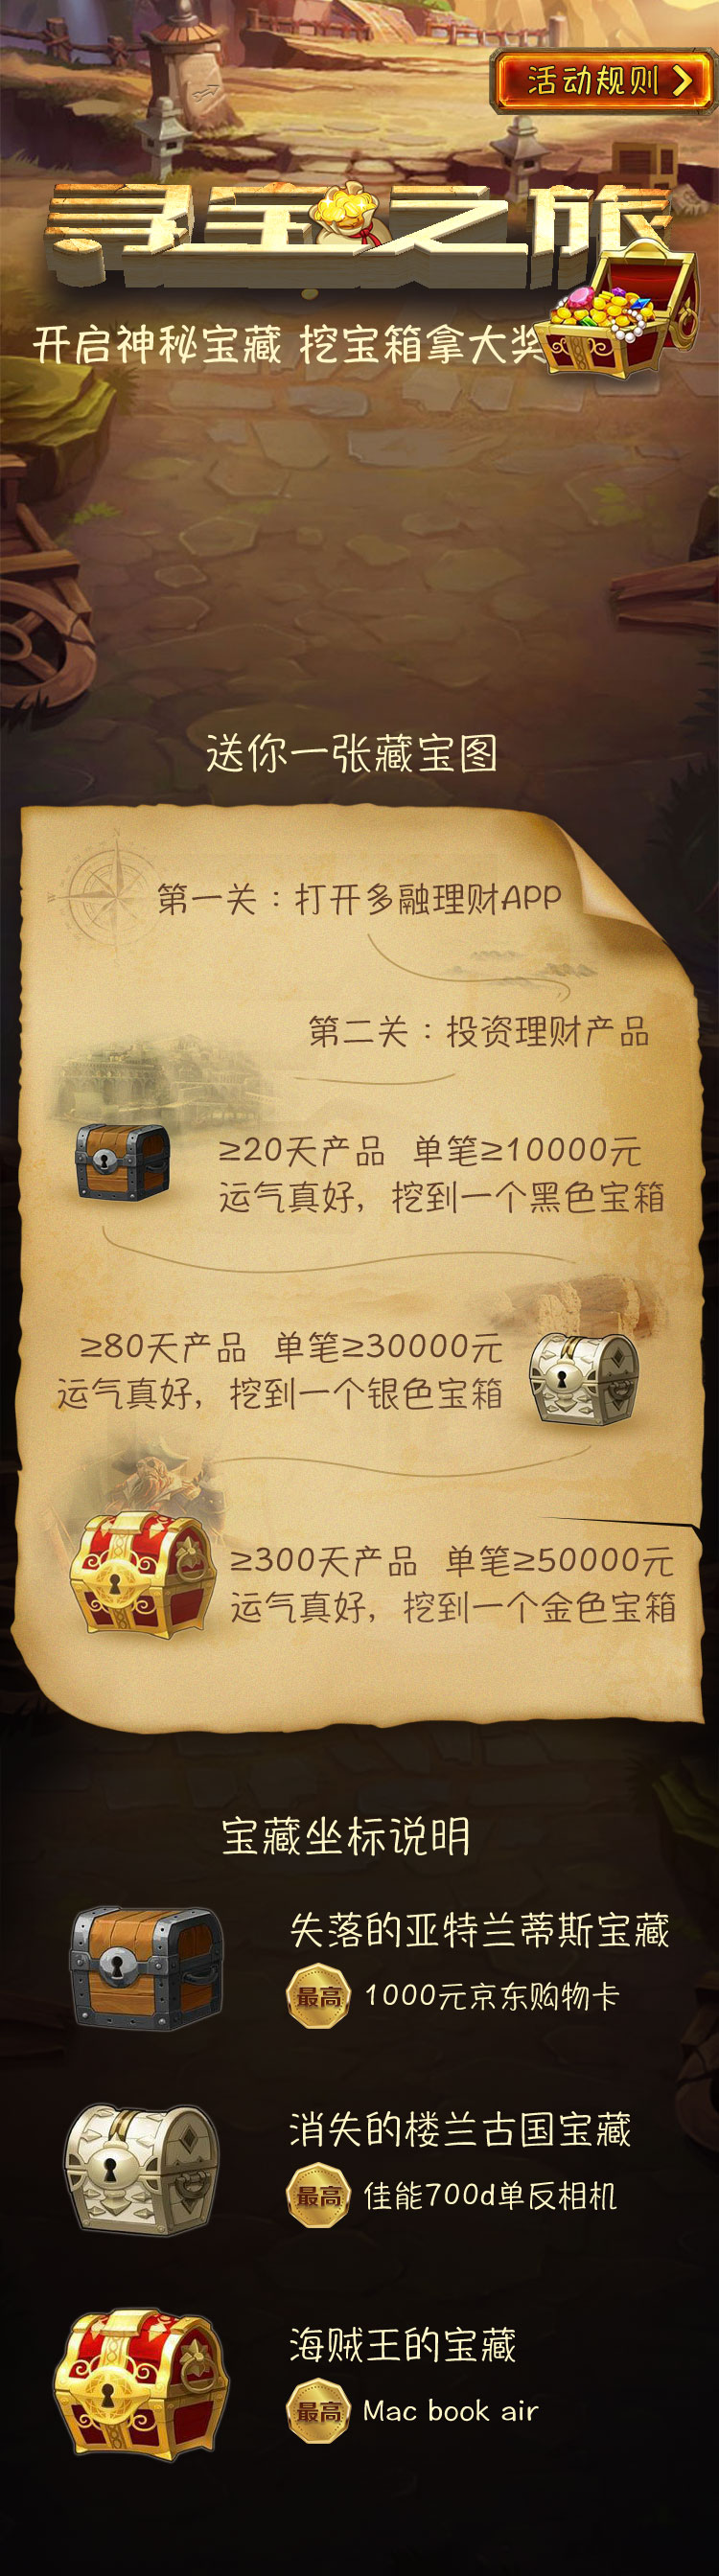 活动规则
寻宝之旅
开启神秘宝藏 挖宝箱拿大奖
送你一张藏宝图
第一关：打开多融理财APP
第二关：投资理财产品
≥20天产品 单笔≥10000元
运气真好，挖到一个黑色宝箱
≥80天产品 单笔≥30000元
运气真好，挖到一个银色宝箱
≥300天产品 单笔≥50000元
运气真好，挖到一个金色宝箱
宝藏坐标说明
失落的亚特兰蒂斯宝藏
最高 1000元京东购物卡
消失的楼兰古国宝藏
最高 佳能700d单反相机
海贼王的宝藏
最高 Mac book air